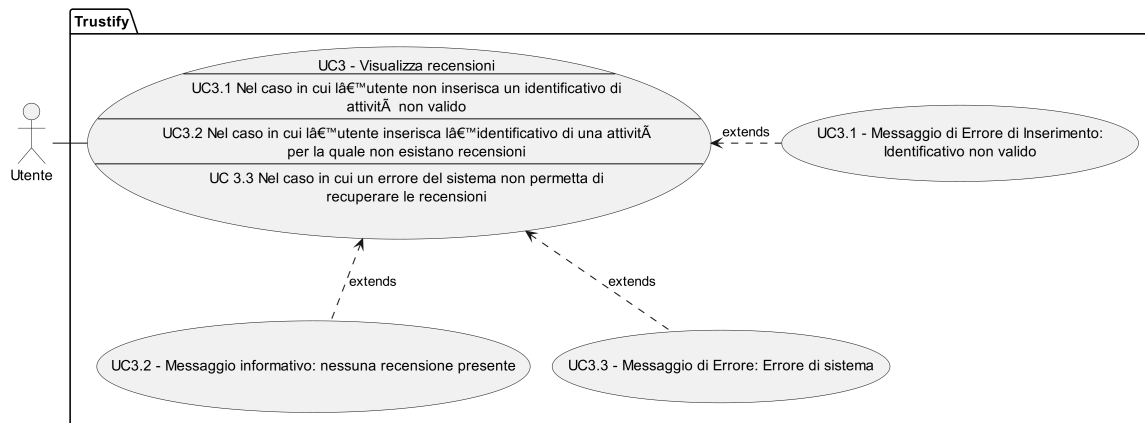 Trustify
UC3 - Visualizza recensioni
UC3.1 Nel caso in cui lâ€™utente non inserisca un identificativo di
attivitÃ  non valido
UC3.2 Nel caso in cui lâ€™utente inserisca lâ€™identificativo di una attivitÃ
per la quale non esistano recensioni
UC 3.3 Nel caso in cui un errore del sistema non permetta di
recuperare le recensioni
Utente
extends
UC3.1 - Messaggio di Errore di Inserimento:
Identificativo non valido
extends
extends
UC3.2 - Messaggio informativo: nessuna recensione presente
UC3.3 - Messaggio di Errore: Errore di sistema